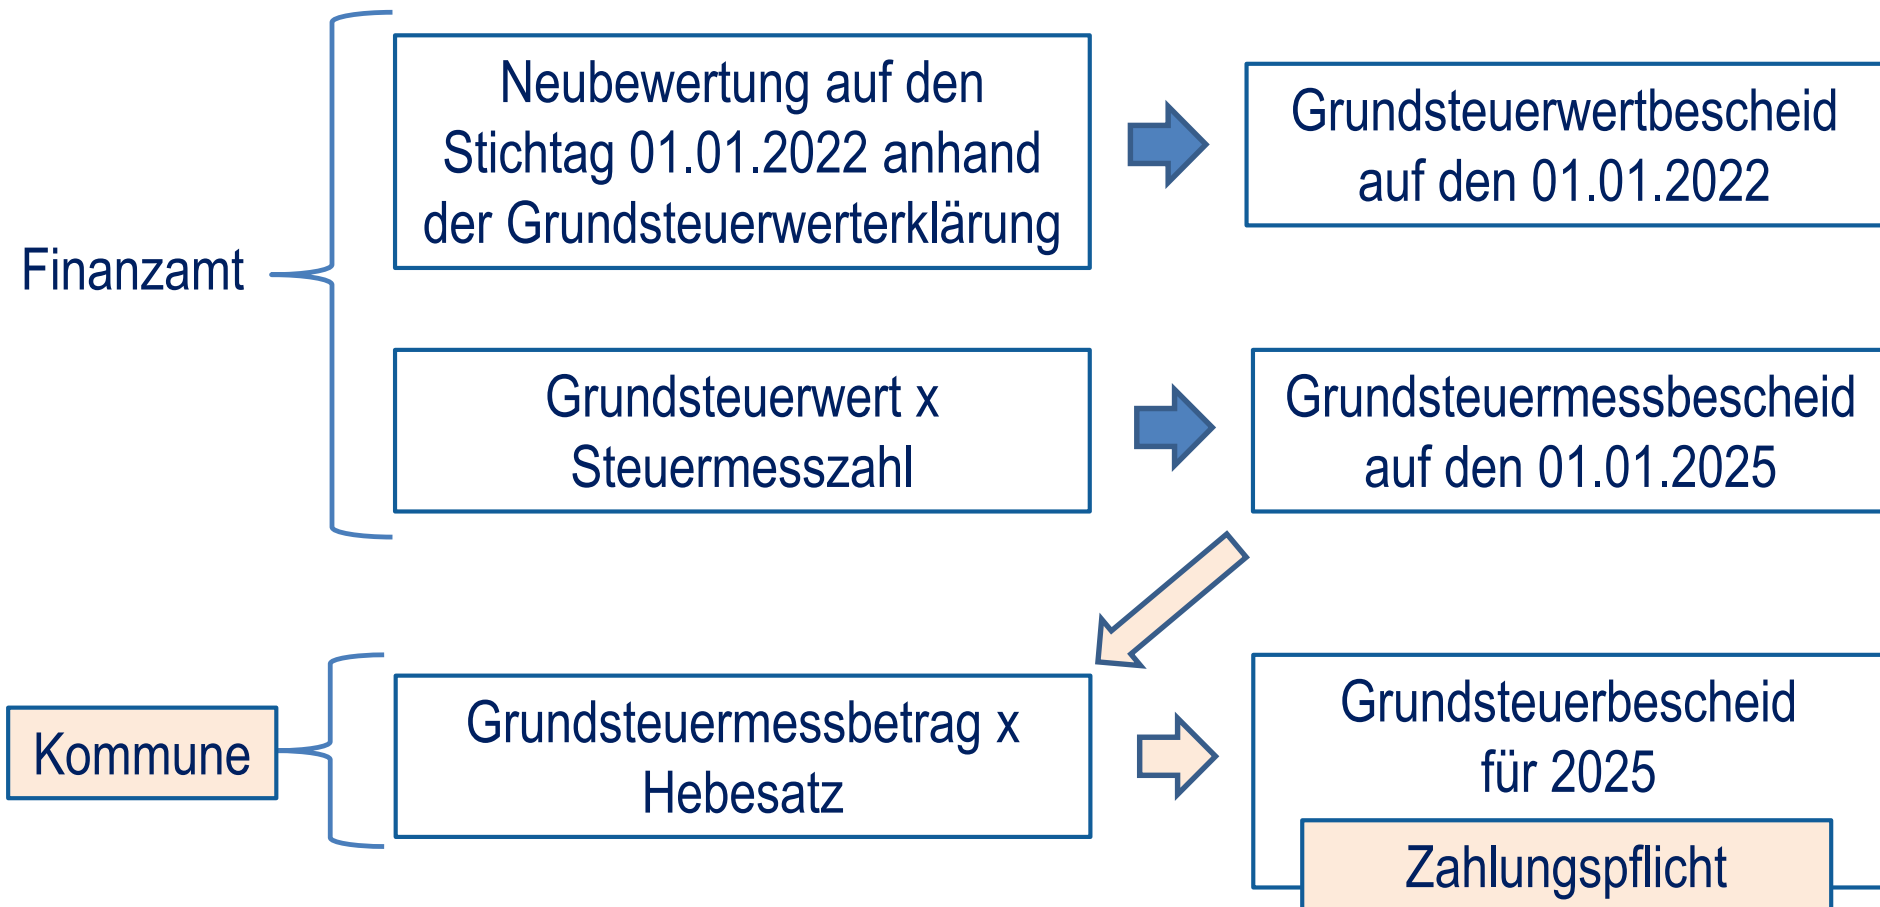 Finanzamt
Neubewertung auf den
Stichtag 01.01.2022 anhand
der Grundsteuerwerterklärung
Grundsteuerwertbescheid
auf den 01.01.2022
Grundsteuerwert x
Steuermesszahl
Grundsteuermessbescheid
auf den 01.01.2025
Kommune
Grundsteuermessbetrag x
Hebesatz
Grundsteuerbescheid
für 2025
Zahlungspflicht